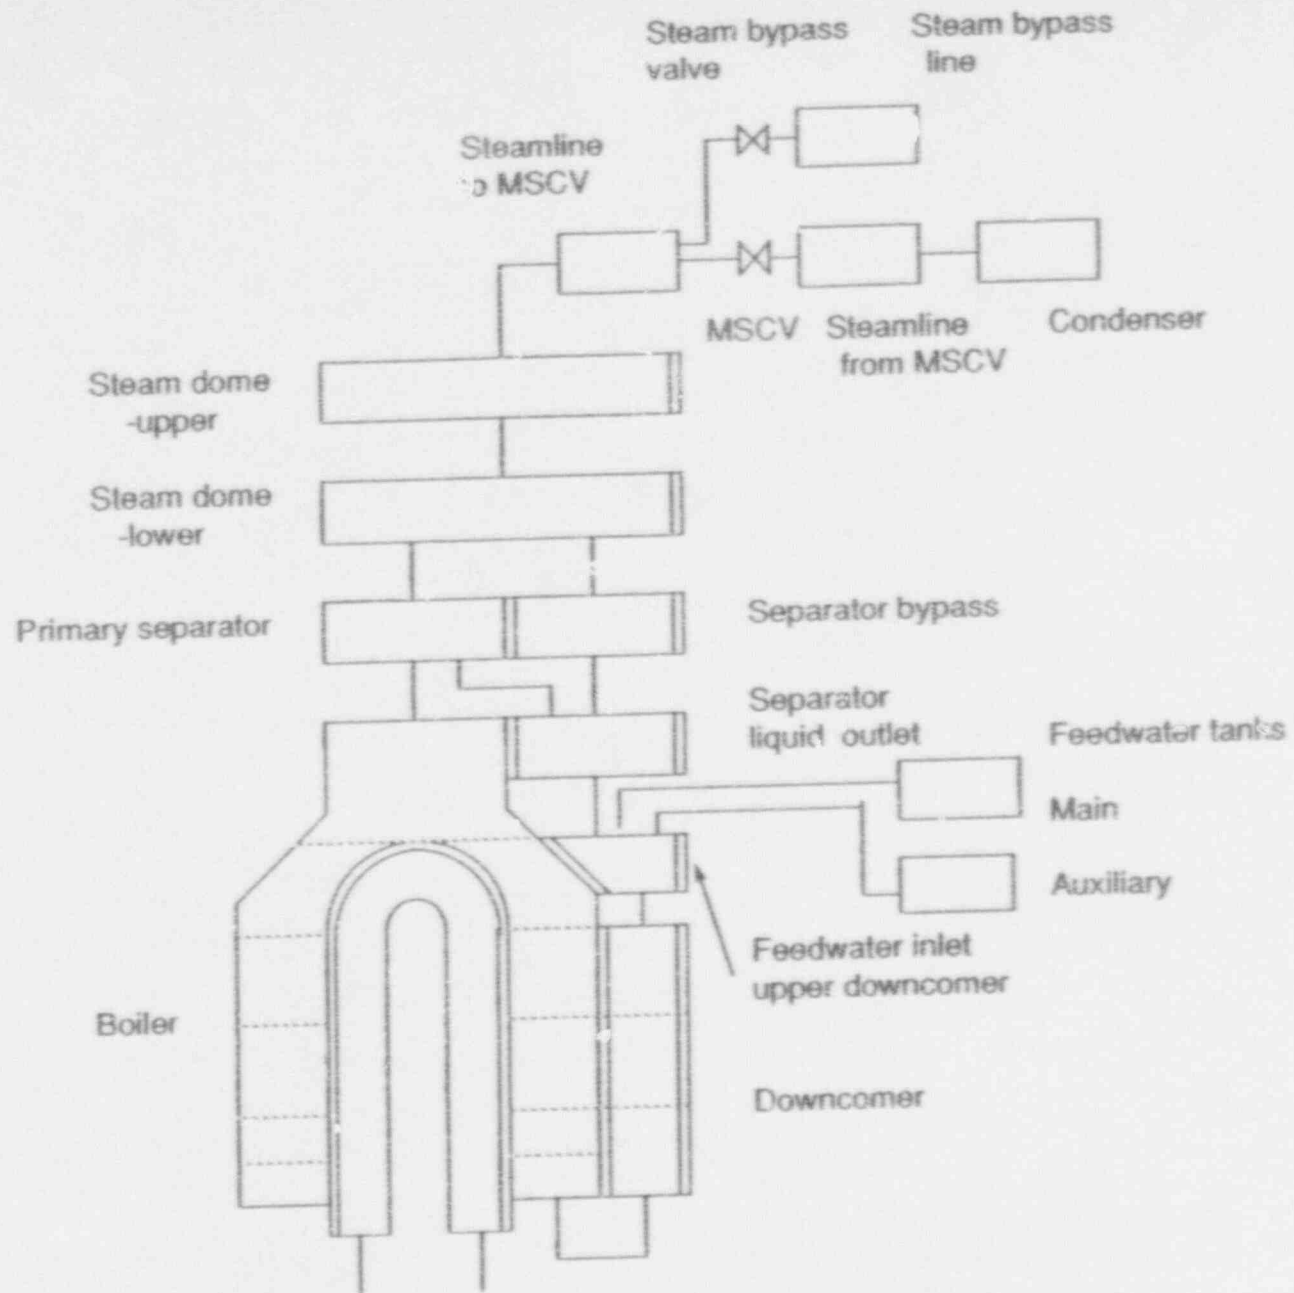 Steam bypass
valve
Steam bypass
line
Steamline
to MSCV
MSCV
Steamline
from MSCV
Condenser
Steam dome
-upper
Steam dome
-lower
Primary separator
Separator bypass
Separator
liquid outlet
Feedwater tanks
Main
Auxiliary
Feedwater inlet
upper downcomer
Boiler
Downcomer